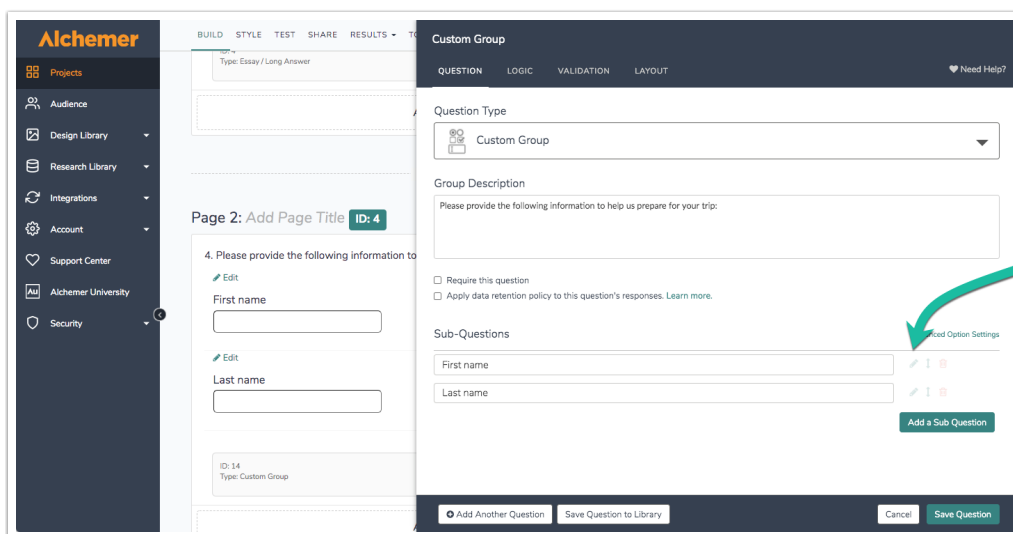 Alchemer
Projects
Audience
Design Library
Research Library
Integrations
Account
Support Center
Au Alchemer University
Security
BUILD STYLE TEST SHARE RESULTS
Type: Essay / Long Answer
Page 2: Add Page Title ID: 4
4. Please provide the following information to
Edit
First name
Edit
Last name
ID: 14
Type: Custom Group
Custom Group
QUESTION LOGIC VALIDATION LAYOUT Need Help?
Question Type
Custom Group
Group Description
Please provide the following information to help us prepare for your trip:
Require this question
Apply data retention policy to this question's responses. Learn more.
Sub-Questions Option Settings
First name
Last name
Add a Sub Question
Add Another Question Save Question to Library Cancel Save Question